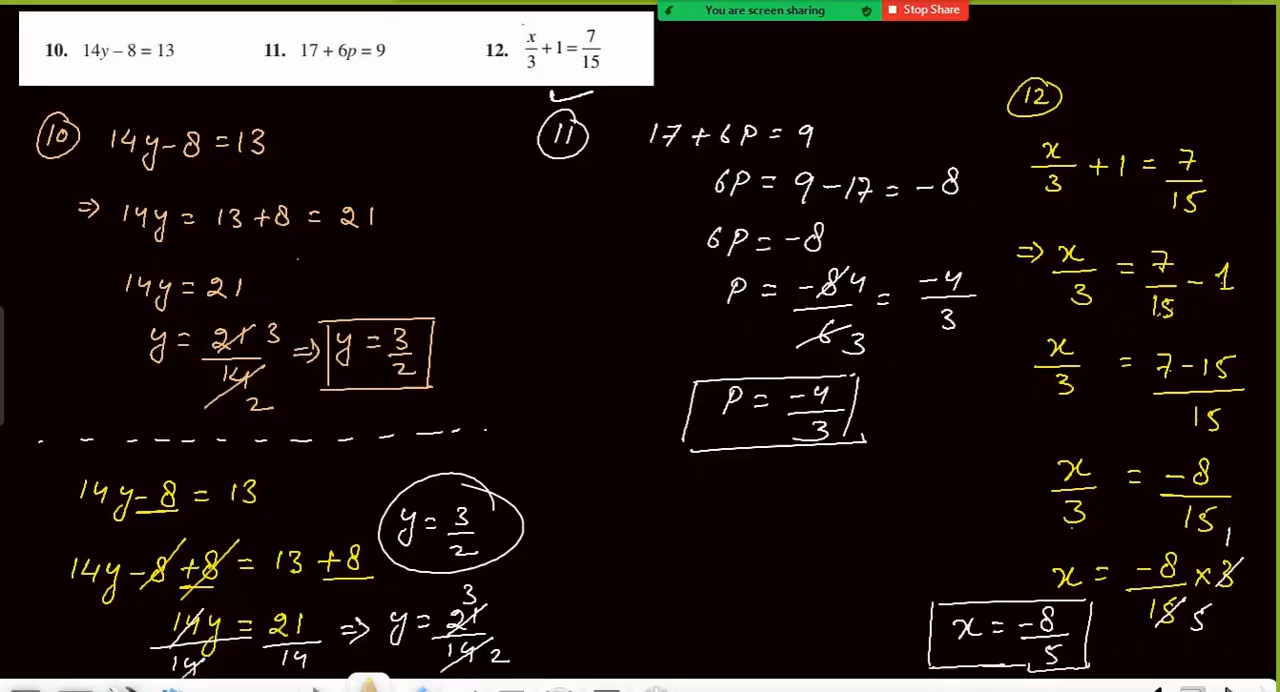 You are screen sharing
Stop Share
10. 14y – 8 = 13
11. 17 + 6p = 9
12. x/3 + 1 = 7/15
10
14y - 8 = 13
⇒ 14y = 13 + 8 = 21
14y = 21
y = 21/14 3 2 ⇒ y = 3/2
14y - 8 = 13
14y - 8 + 8 = 13 + 8
14y/14 = 21/14 ⇒ y = 21/14 3 2
y = 3/2
11
17 + 6P = 9
6P = 9 - 17 = -8
6P = -8
P = -8/6 4 3 = -4/3
P = -4/3
12
x/3 + 1 = 7/15
⇒ x/3 = 7/15 - 1
x/3 = 7 - 15/15
x/3 = -8/15
x = -8/15 × 3 1 5
x = -8/5